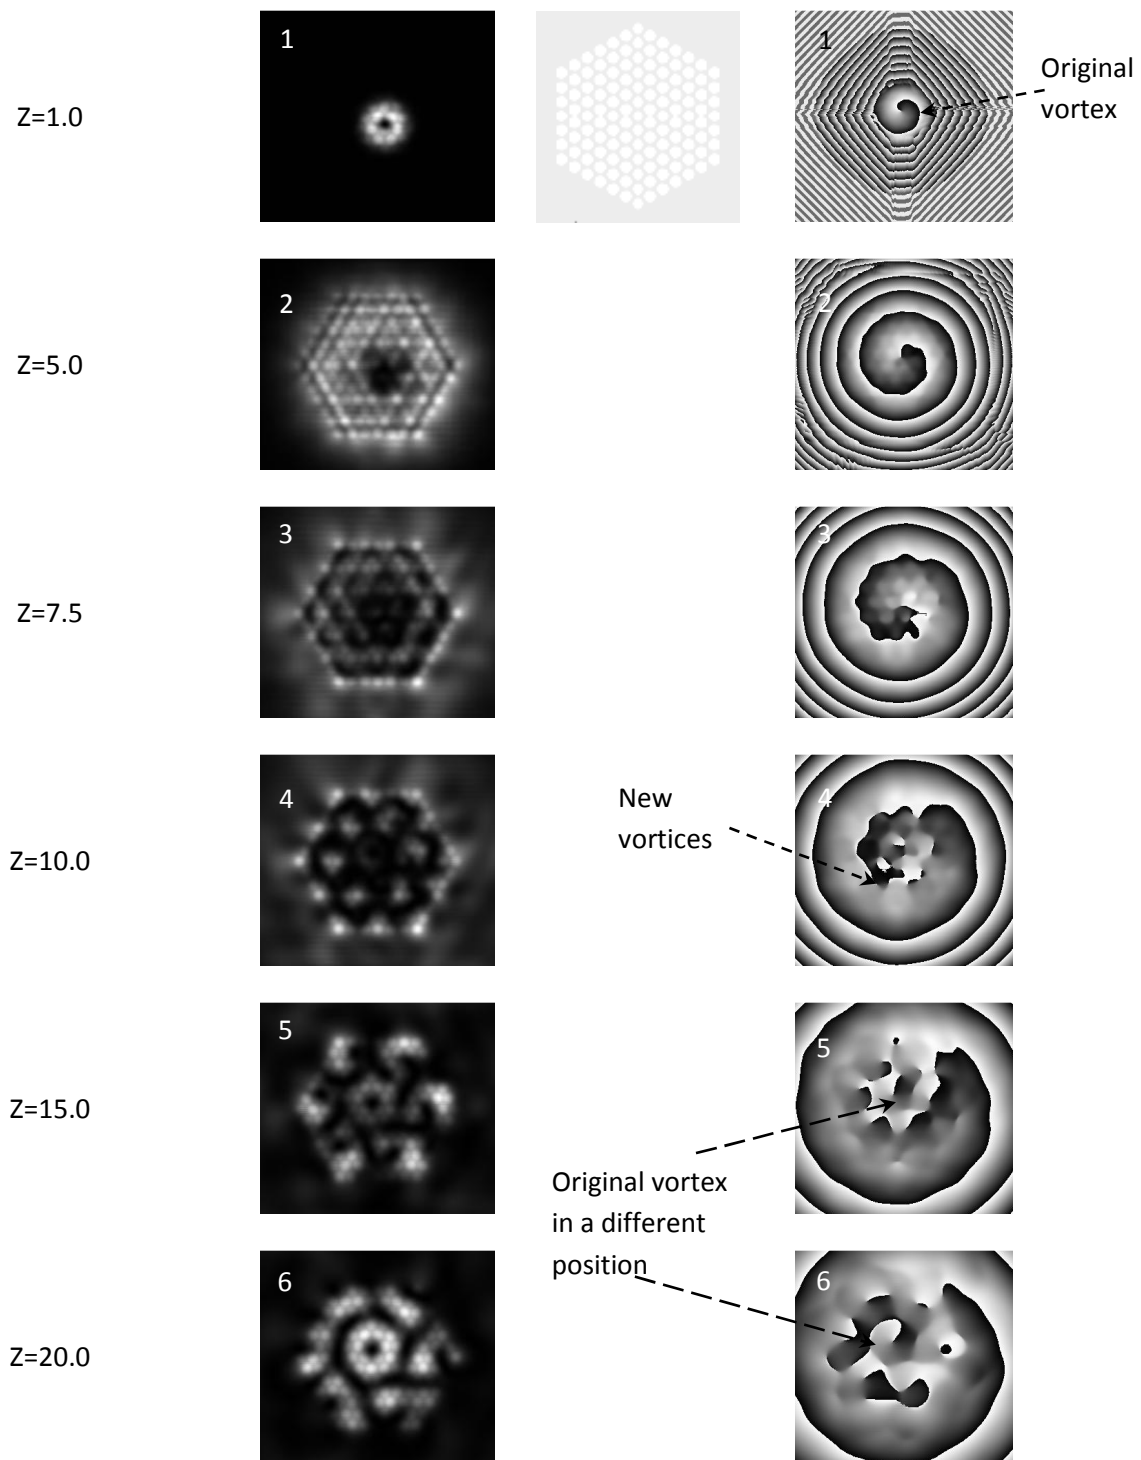 1
1
Original
vortex
Z=1.0
2
2
Z=5.0
3
3
Z=7.5
4
4
New
vortices
Z=10.0
5
5
Z=15.0
Original vortex
in a different
position
6
6
Z=20.0